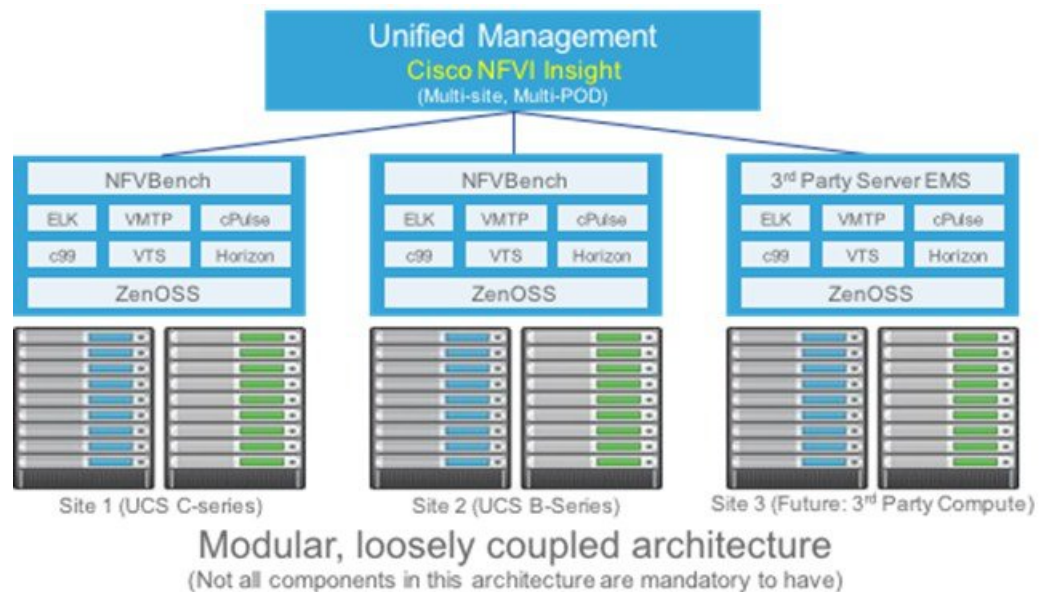 Unified Management
Cisco NFVI Insight
(Multi-site, Multi-POD)
NFVBench
ELK VMTP cPulse
c99 VTS Horizon
ZenOSS
Site 1 (UCS C-series)
NFVBench
ELK VMTP cPulse
c99 VTS Horizon
ZenOSS
Site 2 (UCS B-Series)
3rd Party Server EMS
ELK VMTP cPulse
c99 VTS Horizon
ZenOSS
Site 3 (Future: 3rd Party Compute)
Modular, loosely coupled architecture
(Not all components in this architecture are mandatory to have)